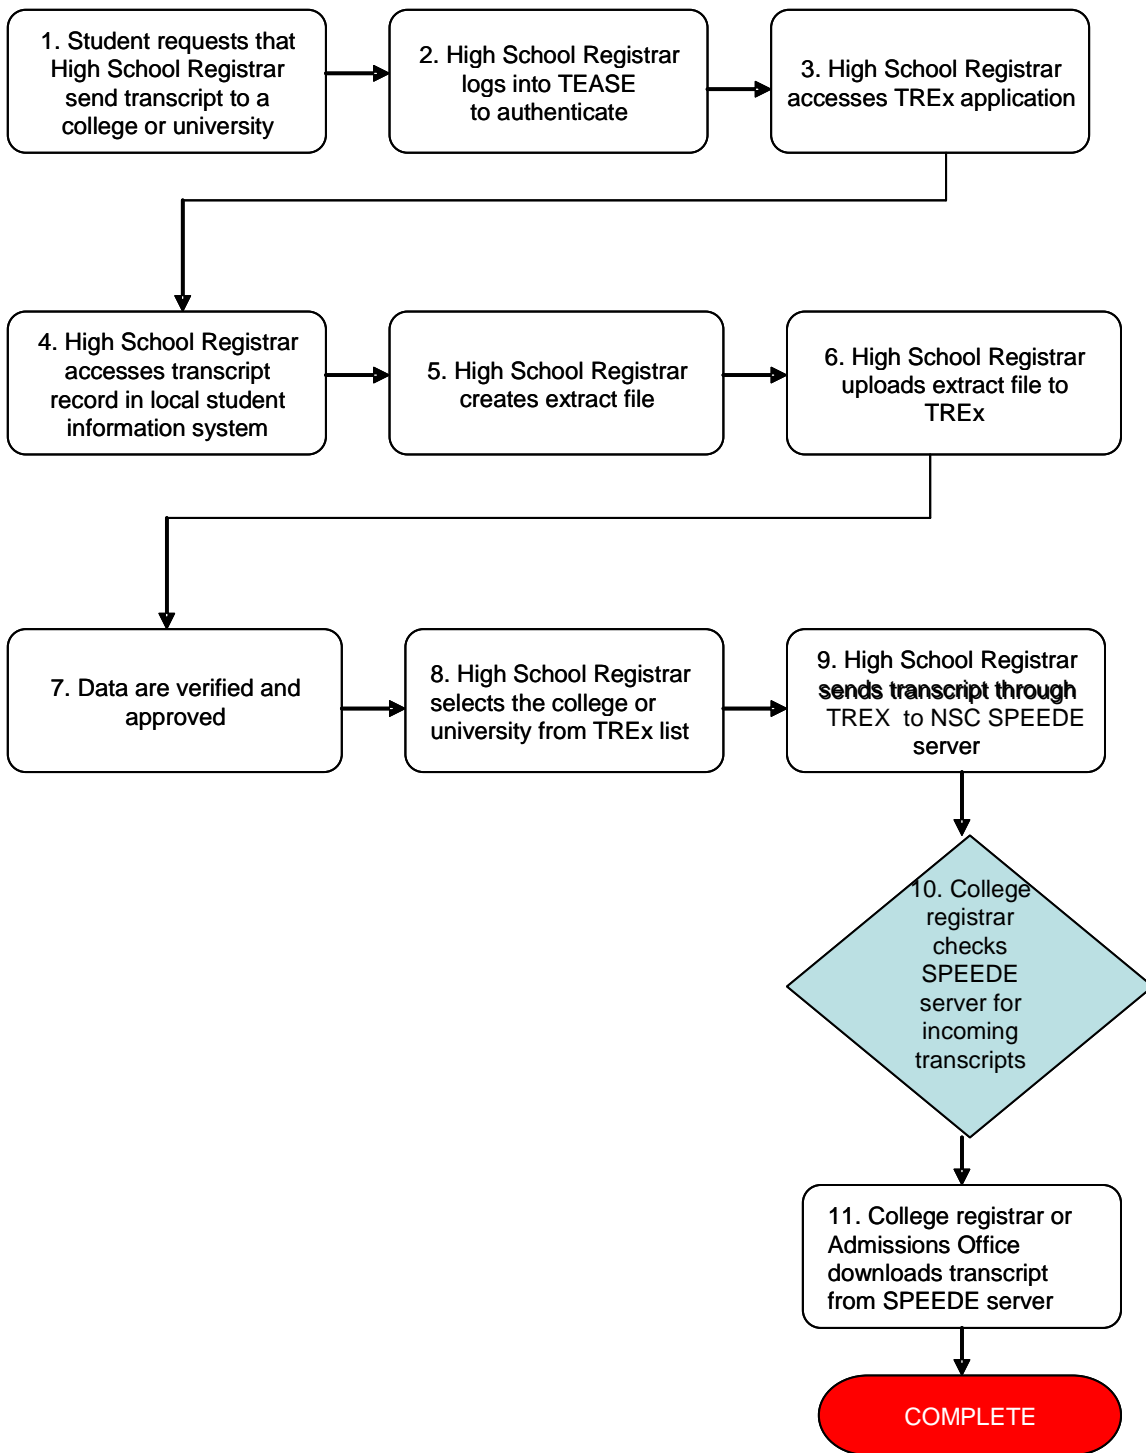 1. Student requests that
High School Registrar
send transcript to a
college or university
2. High School Registrar
logs into TEASE
to authenticate
3. High School Registrar
accesses TREx application
4. High School Registrar
accesses transcript
record in local student
information system
5. High School Registrar
creates extract file
6. High School Registrar
uploads extract file to
TREx
7. Data are verified and
approved
8. High School Registrar
selects the college or
university from TREx list
9. High School Registrar
sends transcript through
TREX to NSC SPEEDE
server
10. College
registrar
checks
SPEEDE
server for
incoming
transcripts
11. College registrar or
Admissions Office
downloads transcript
from SPEEDE server
COMPLETE